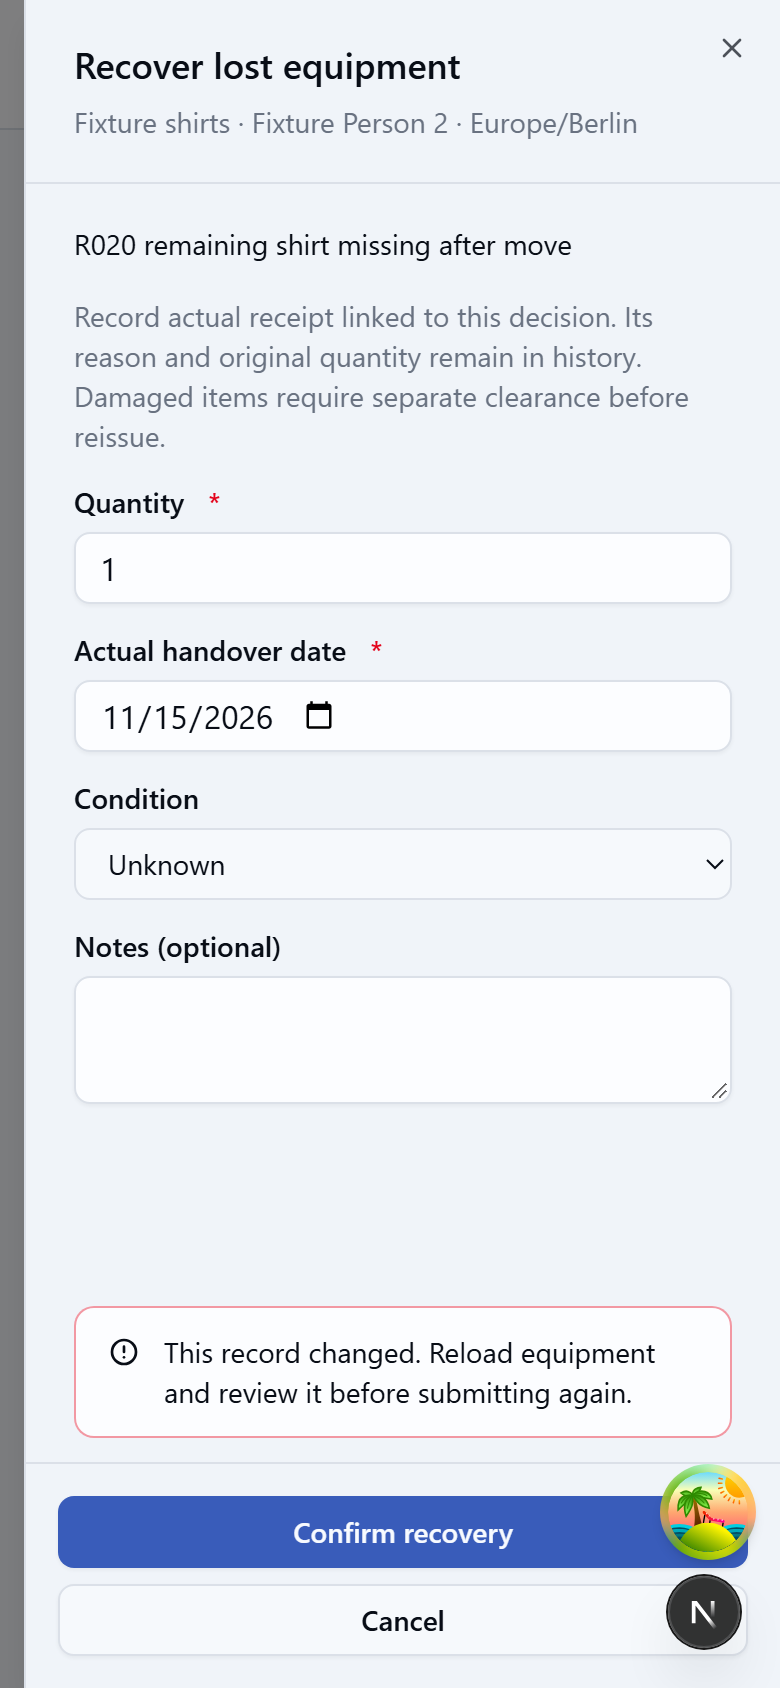 Recover lost equipment
Fixture shirts · Fixture Person 2 · Europe/Berlin
R020 remaining shirt missing after move
Record actual receipt linked to this decision. Its
reason and original quantity remain in history.
Damaged items require separate clearance before
reissue.
Quantity *
1
Actual handover date *
11/15/2026
Condition
Unknown
Notes (optional)
This record changed. Reload equipment
and review it before submitting again.
Confirm recovery
Cancel
N